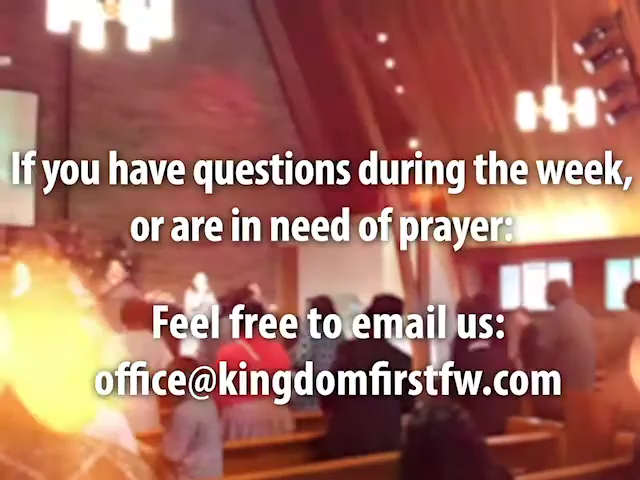 If you have questions during the week,
or are in need of prayer:
Feel free to email us:
office@kingdomfirstfw.com